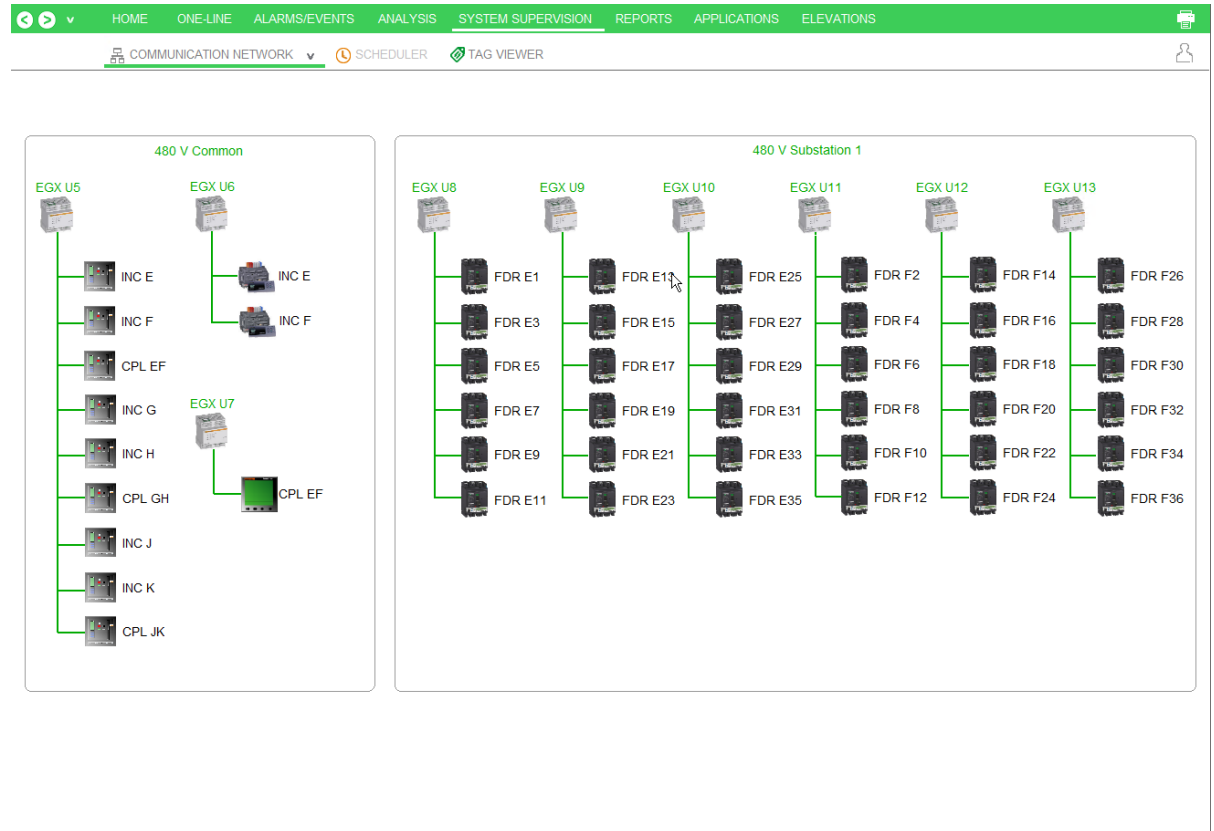 HOME ONE-LINE ALARMS/EVENTS ANALYSIS SYSTEM SUPERVISION REPORTS APPLICATIONS ELEVATIONS
COMMUNICATION NETWORK SCHEDULER TAG VIEWER
480 V Common
EGX U5
INC E
INC F
CPL EF
INC G
INC H
CPL GH
INC J
INC K
CPL JK
EGX U6
INC E
INC F
EGX U7
CPL EF
480 V Substation 1
EGX U8
FDR E1
FDR E3
FDR E5
FDR E7
FDR E9
FDR E11
EGX U9
FDR E13
FDR E15
FDR E17
FDR E19
FDR E21
FDR E23
EGX U10
FDR E25
FDR E27
FDR E29
FDR E31
FDR E33
FDR E35
EGX U11
FDR F2
FDR F4
FDR F6
FDR F8
FDR F10
FDR F12
EGX U12
FDR F14
FDR F16
FDR F18
FDR F20
FDR F22
FDR F24
EGX U13
FDR F26
FDR F28
FDR F30
FDR F32
FDR F34
FDR F36